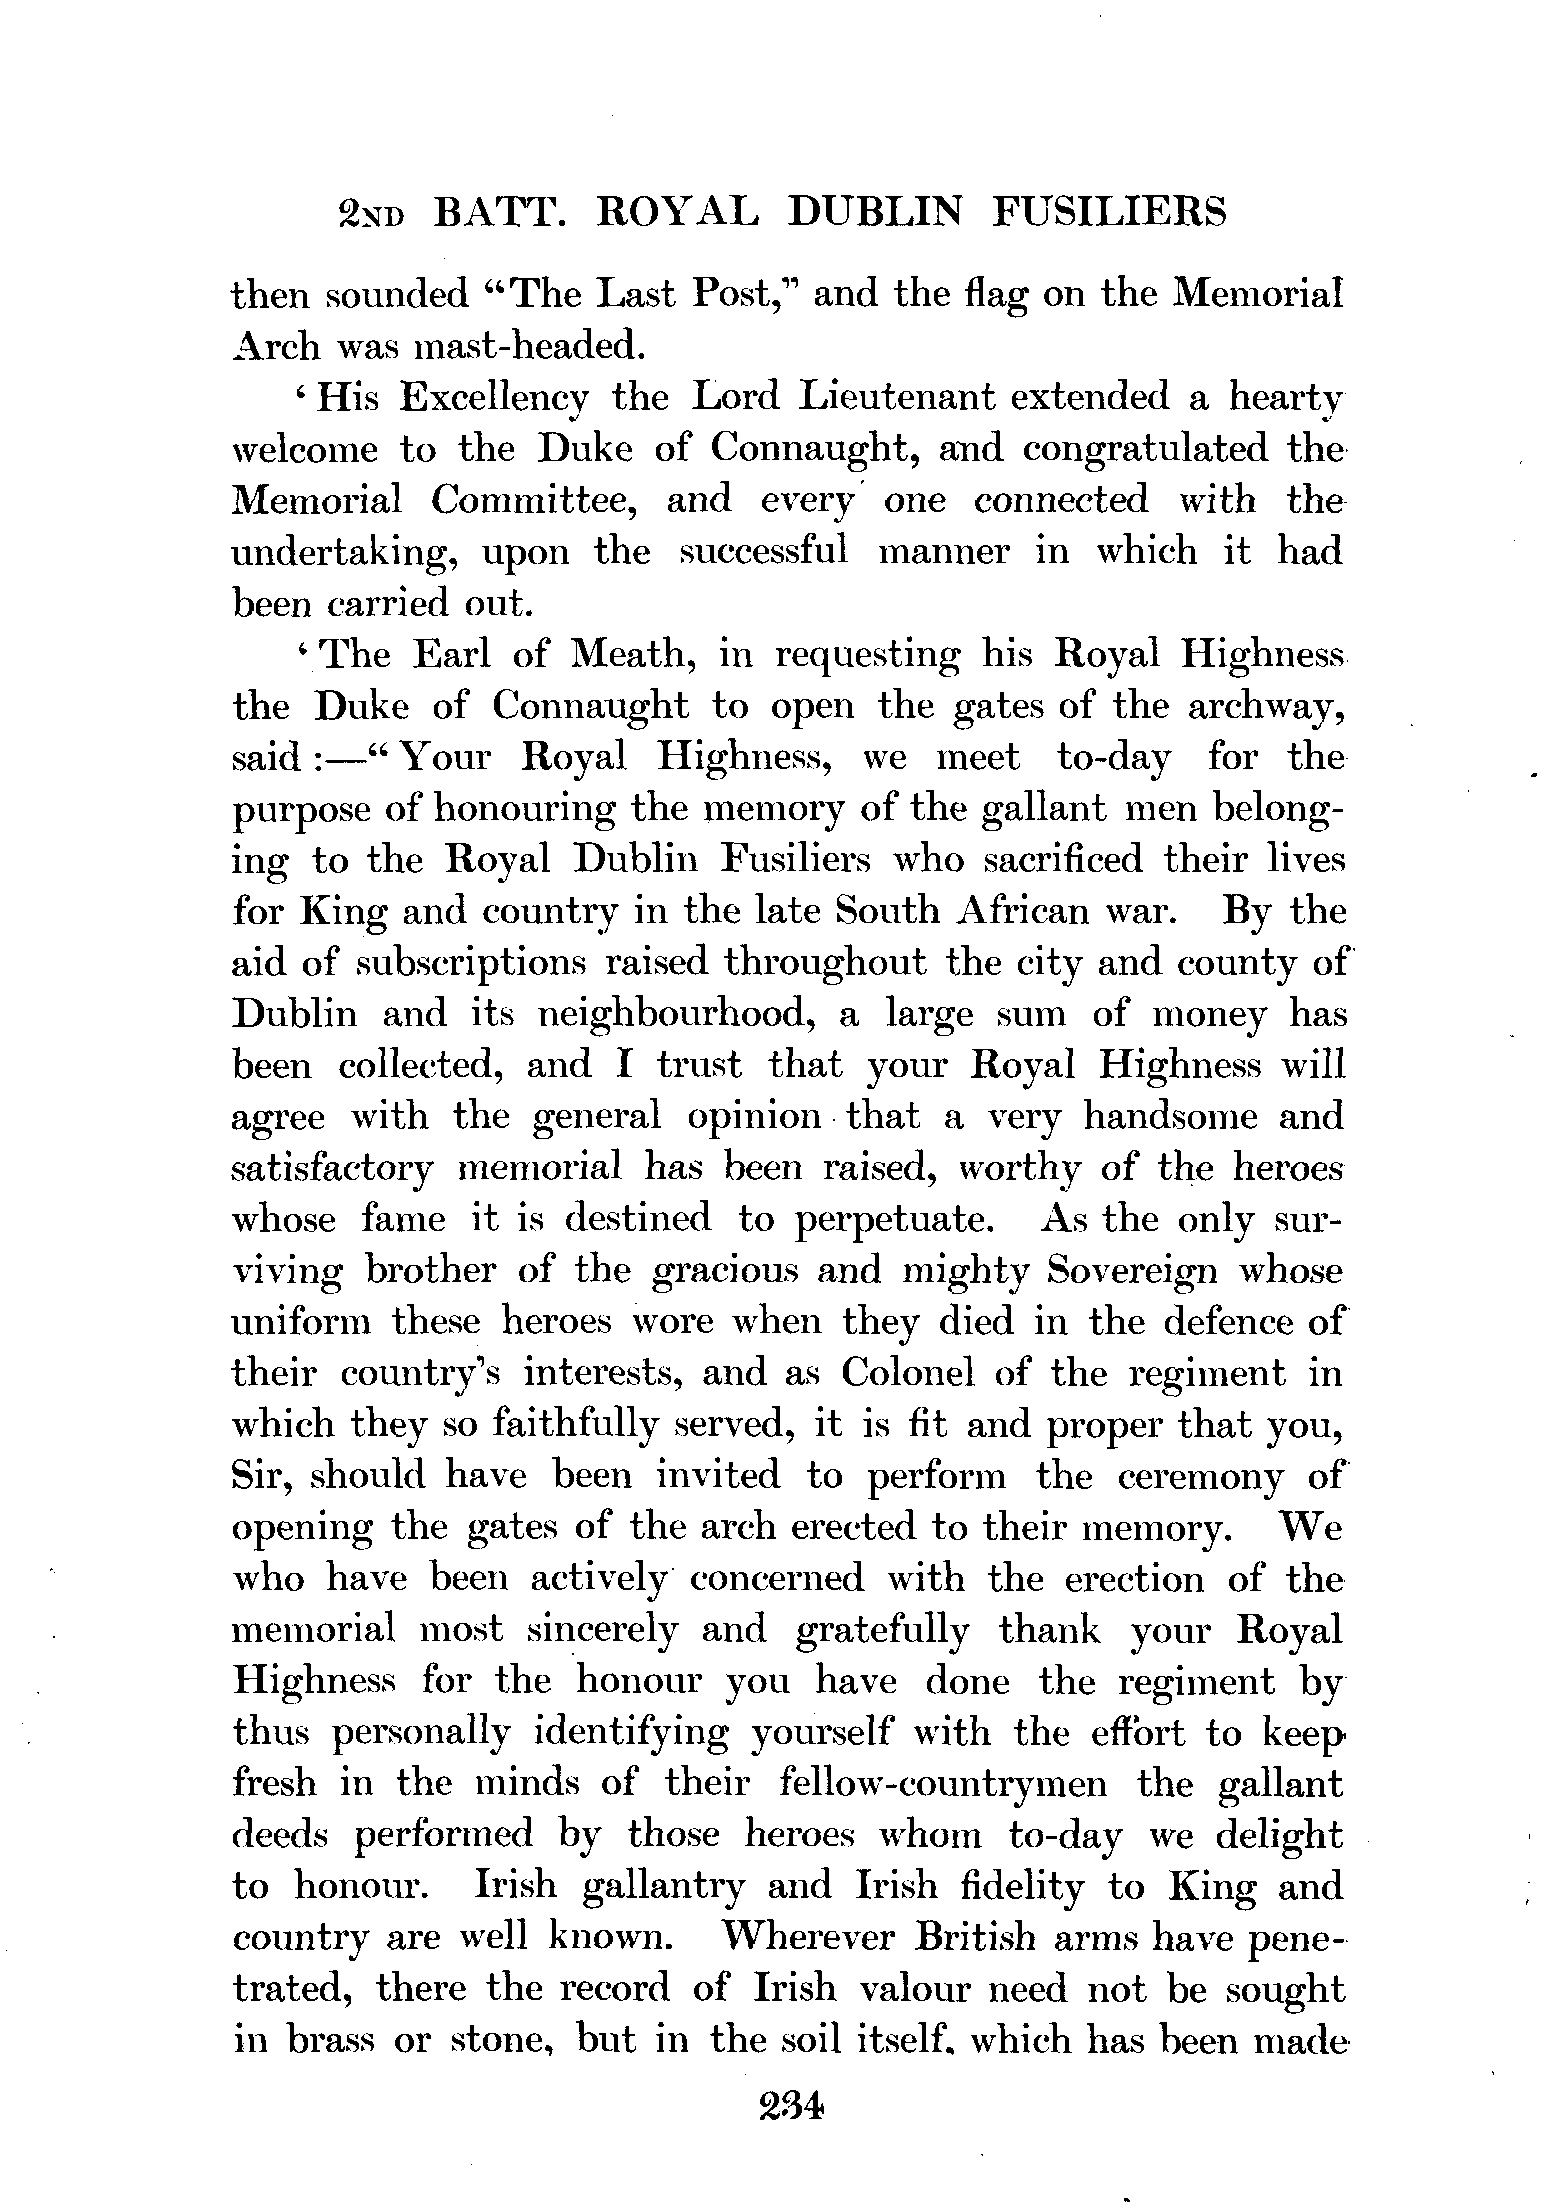 2ND BATT. ROYAL DUBLIN FUSILIERS
then sounded “The Last Post,” and the flag on the Memorial
Arch was mast-headed.
‘ His Excellency the Lord Lieutenant extended a hearty
welcome to the Duke of Connaught, and congratulated the
Memorial Committee, and every one connected with the
undertaking, upon the successful manner in which it had
been carried out.
‘ The Earl of Meath, in requesting his Royal Highness
the Duke of Connaught to open the gates of the archway,
said :—“ Your Royal Highness, we meet to-day for the
purpose of honouring the memory of the gallant men belong-
ing to the Royal Dublin Fusiliers who sacrificed their lives
for King and country in the late South African war. By the
aid of subscriptions raised throughout the city and county of
Dublin and its neighbourhood, a large sum of money has
been collected, and I trust that your Royal Highness will
agree with the general opinion that a very handsome and
satisfactory memorial has been raised, worthy of the heroes
whose fame it is destined to perpetuate. As the only sur-
viving brother of the gracious and mighty Sovereign whose
uniform these heroes wore when they died in the defence of
their country’s interests, and as Colonel of the regiment in
which they so faithfully served, it is fit and proper that you,
Sir, should have been invited to perform the ceremony of
opening the gates of the arch erected to their memory. We
who have been actively concerned with the erection of the
memorial most sincerely and gratefully thank your Royal
Highness for the honour you have done the regiment by
thus personally identifying yourself with the effort to keep
fresh in the minds of their fellow-countrymen the gallant
deeds performed by those heroes whom to-day we delight
to honour. Irish gallantry and Irish fidelity to King and
country are well known. Wherever British arms have pene-
trated, there the record of Irish valour need not be sought
in brass or stone, but in the soil itself, which has been made
234